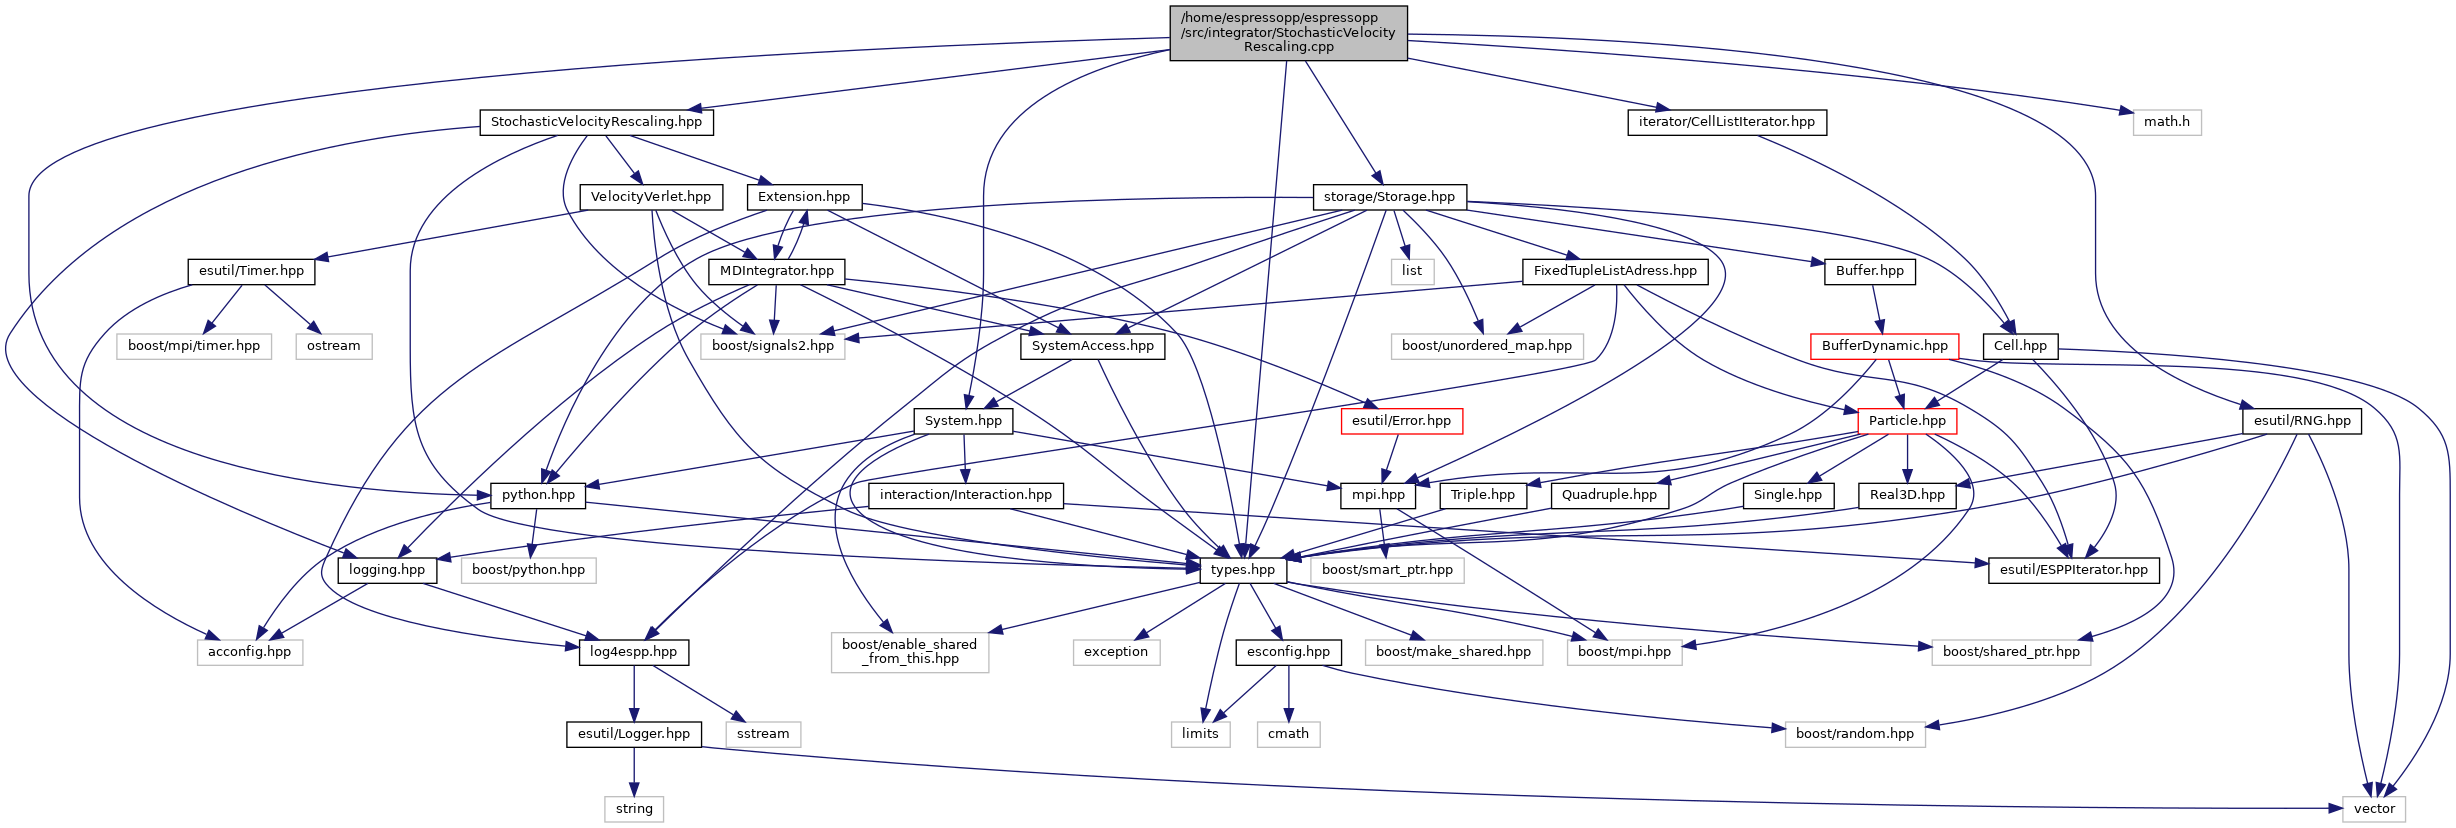 /home/espressopp/espressopp
/src/integrator/StochasticVelocity
Rescaling.cpp
StochasticVelocityRescaling.hpp
iterator/CellListIterator.hpp
math.h
VelocityVerlet.hpp
Extension.hpp
storage/Storage.hpp
esutil/Timer.hpp
MDIntegrator.hpp
list
FixedTupleListAdress.hpp
Buffer.hpp
boost/mpi/timer.hpp
ostream
boost/signals2.hpp
SystemAccess.hpp
boost/unordered_map.hpp
BufferDynamic.hpp
Cell.hpp
System.hpp
esutil/Error.hpp
Particle.hpp
esutil/RNG.hpp
python.hpp
interaction/Interaction.hpp
mpi.hpp
Triple.hpp
Quadruple.hpp
Single.hpp
Real3D.hpp
logging.hpp
boost/python.hpp
types.hpp
boost/smart_ptr.hpp
esutil/ESPPIterator.hpp
acconfig.hpp
log4espp.hpp
boost/enable_shared
_from_this.hpp
exception
esconfig.hpp
boost/make_shared.hpp
boost/mpi.hpp
boost/shared_ptr.hpp
esutil/Logger.hpp
sstream
limits
cmath
boost/random.hpp
string
vector